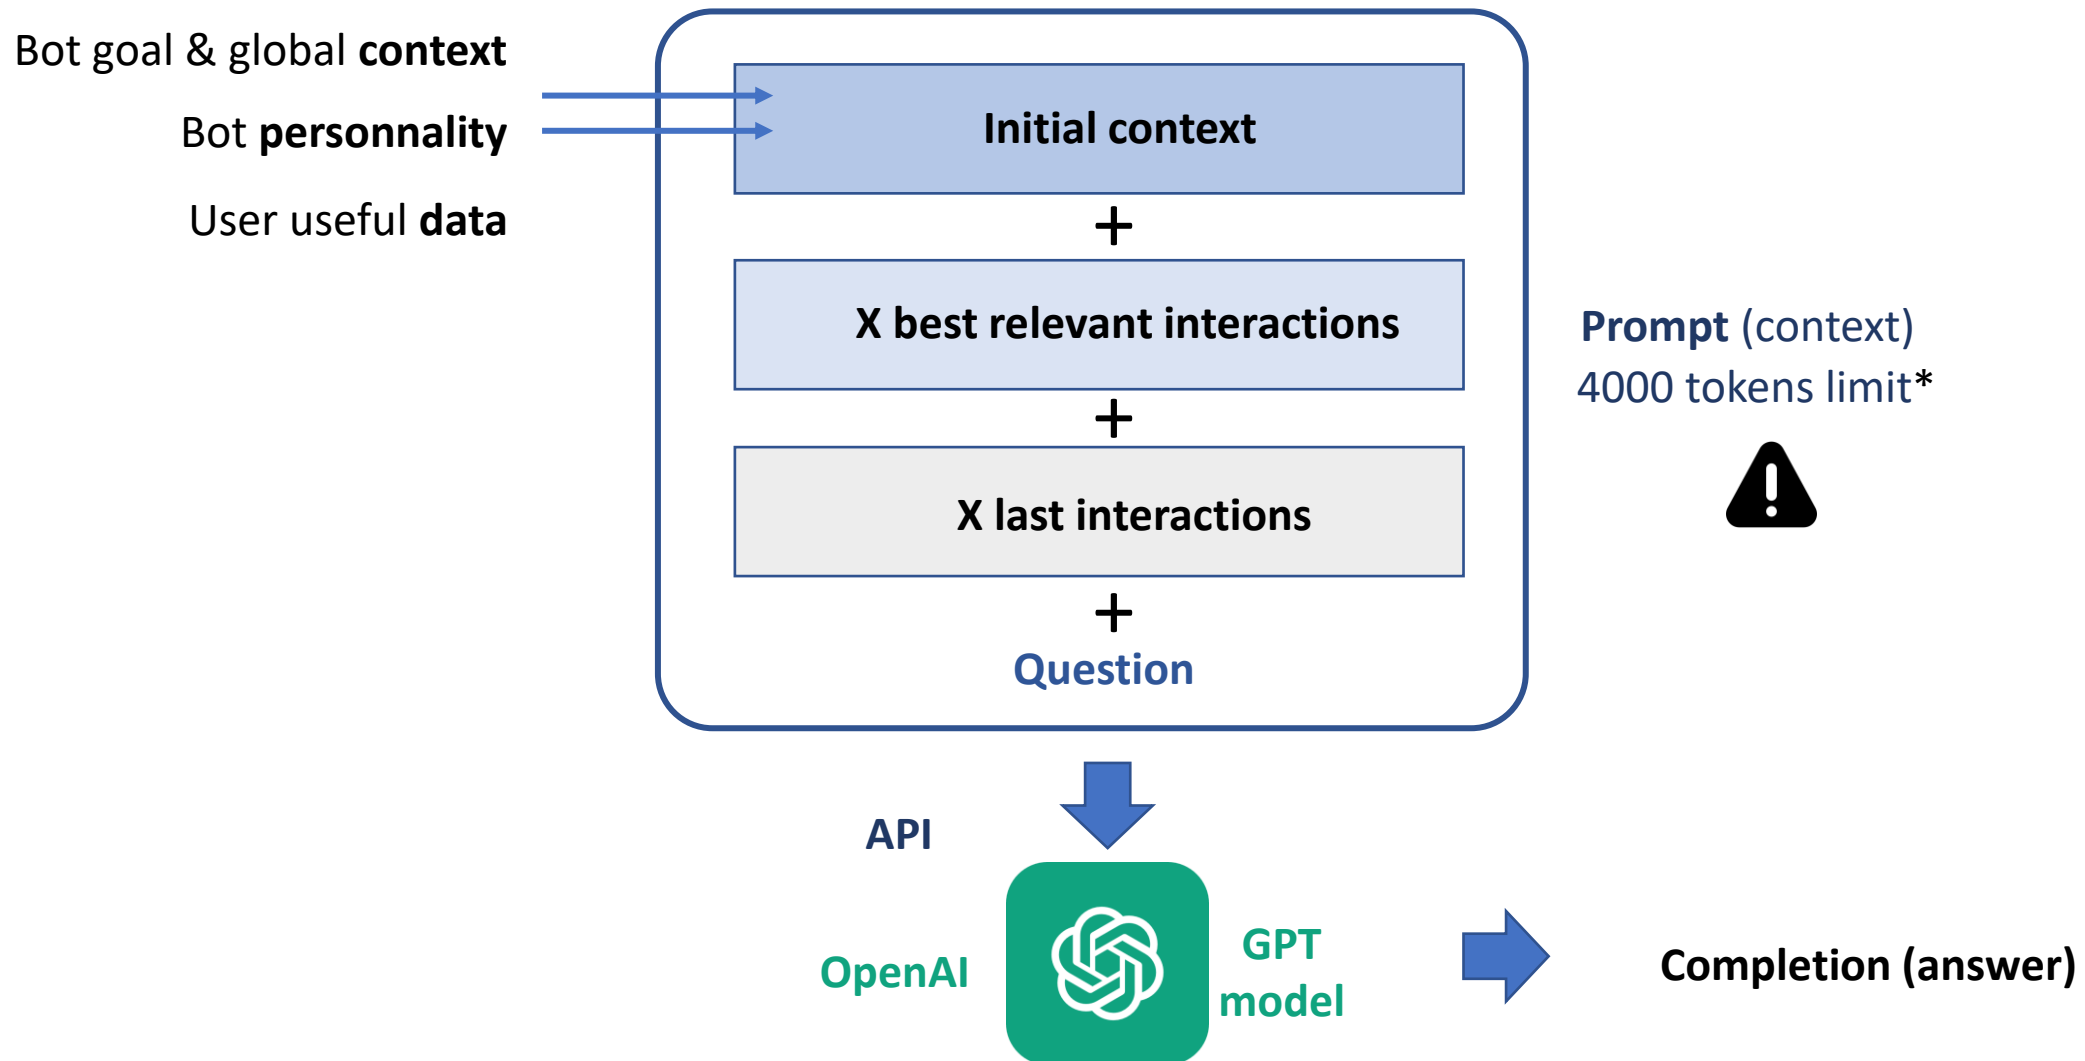 Bot goal & global context
Bot personnality
User useful data
Initial context
+
X best relevant interactions
+
X last interactions
+
Question
Prompt (context)
4000 tokens limit*
API
OpenAI
GPT
model
Completion (answer)